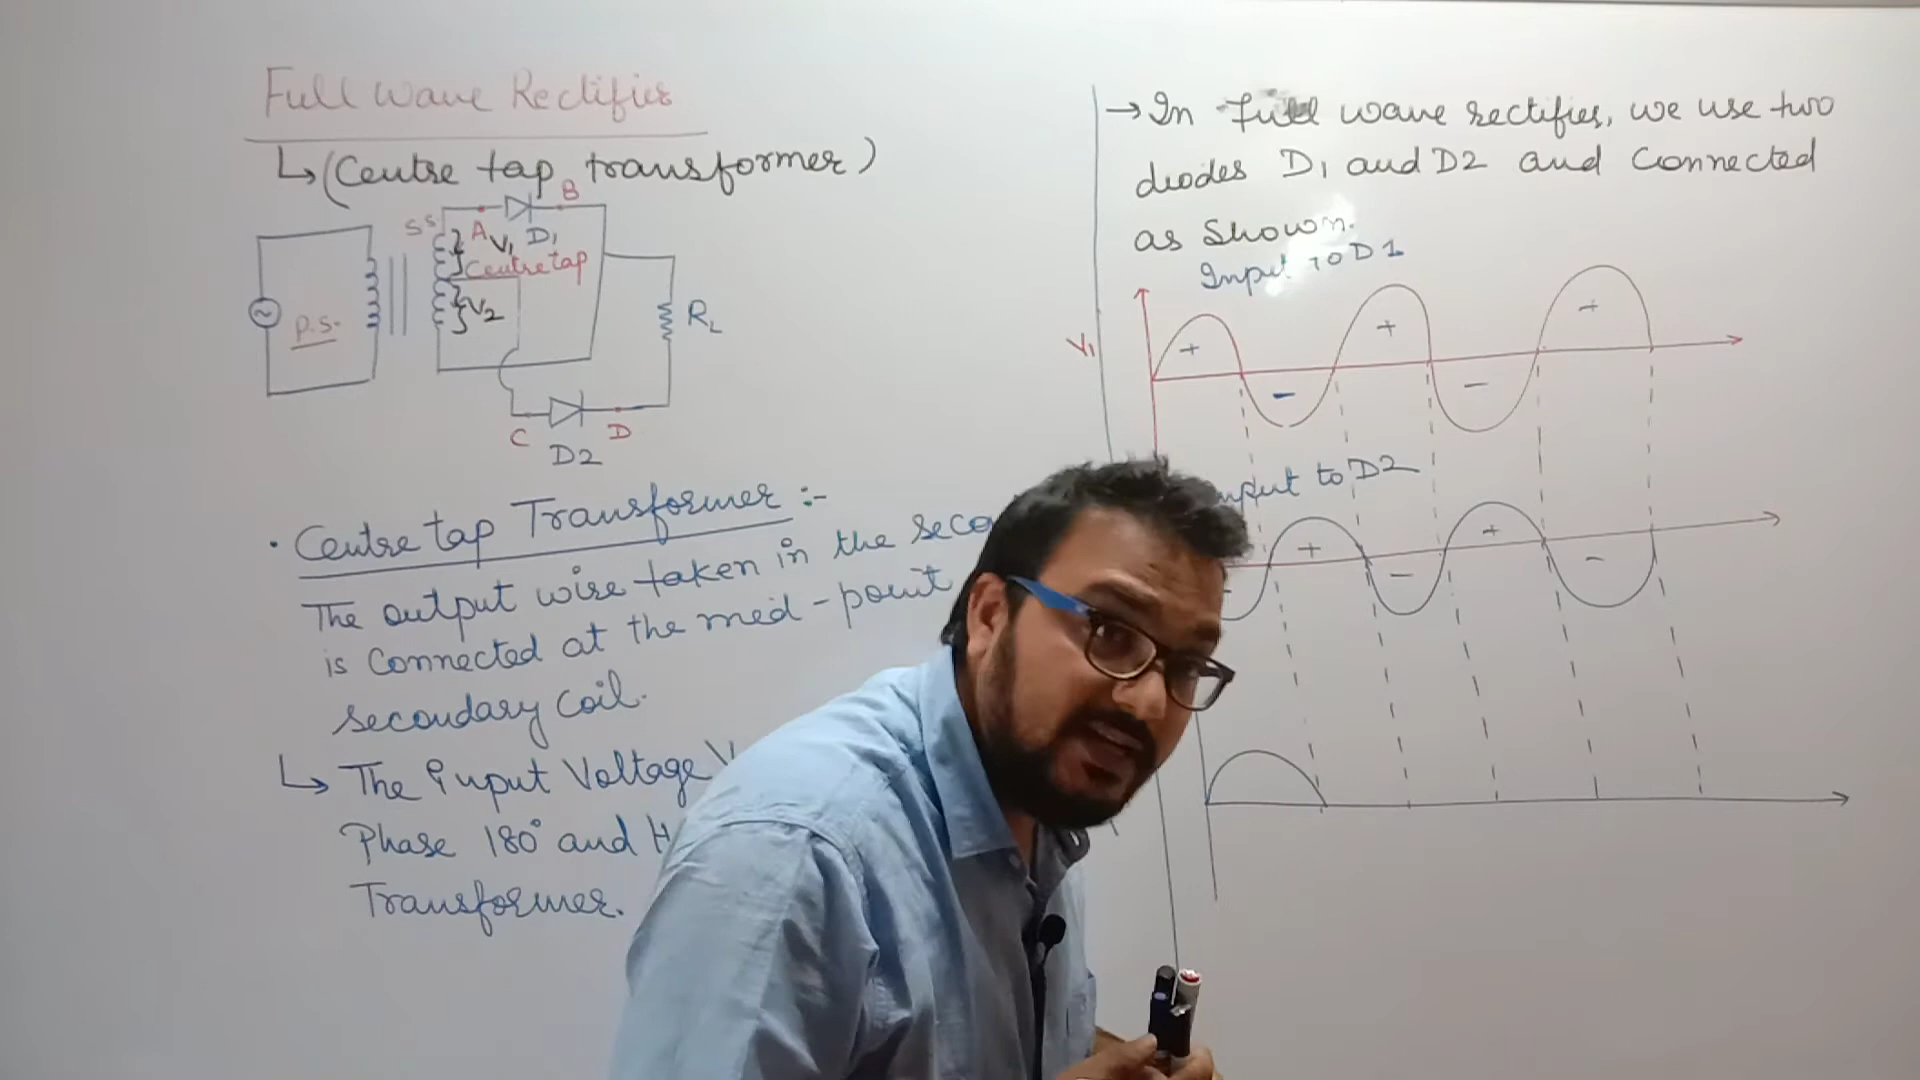 Full Wave Rectifier
↳ (Centre tap transformer)
B
S S.
A
V1
D1
Centre tap
V2
P.S.
RL
C
D
D2
• Centre tap Transformer :-
The output wire taken in the seco
is connected at the mid-point
secondary coil.
↳ The input Voltage V
Phase 180° and H
Transformer.
→ In full wave rectifier, we use two
diodes D1 and D2 and Connected
as Shown.
Input to D1
V1
+ + +
- -
nput to D2
+ +
- - -